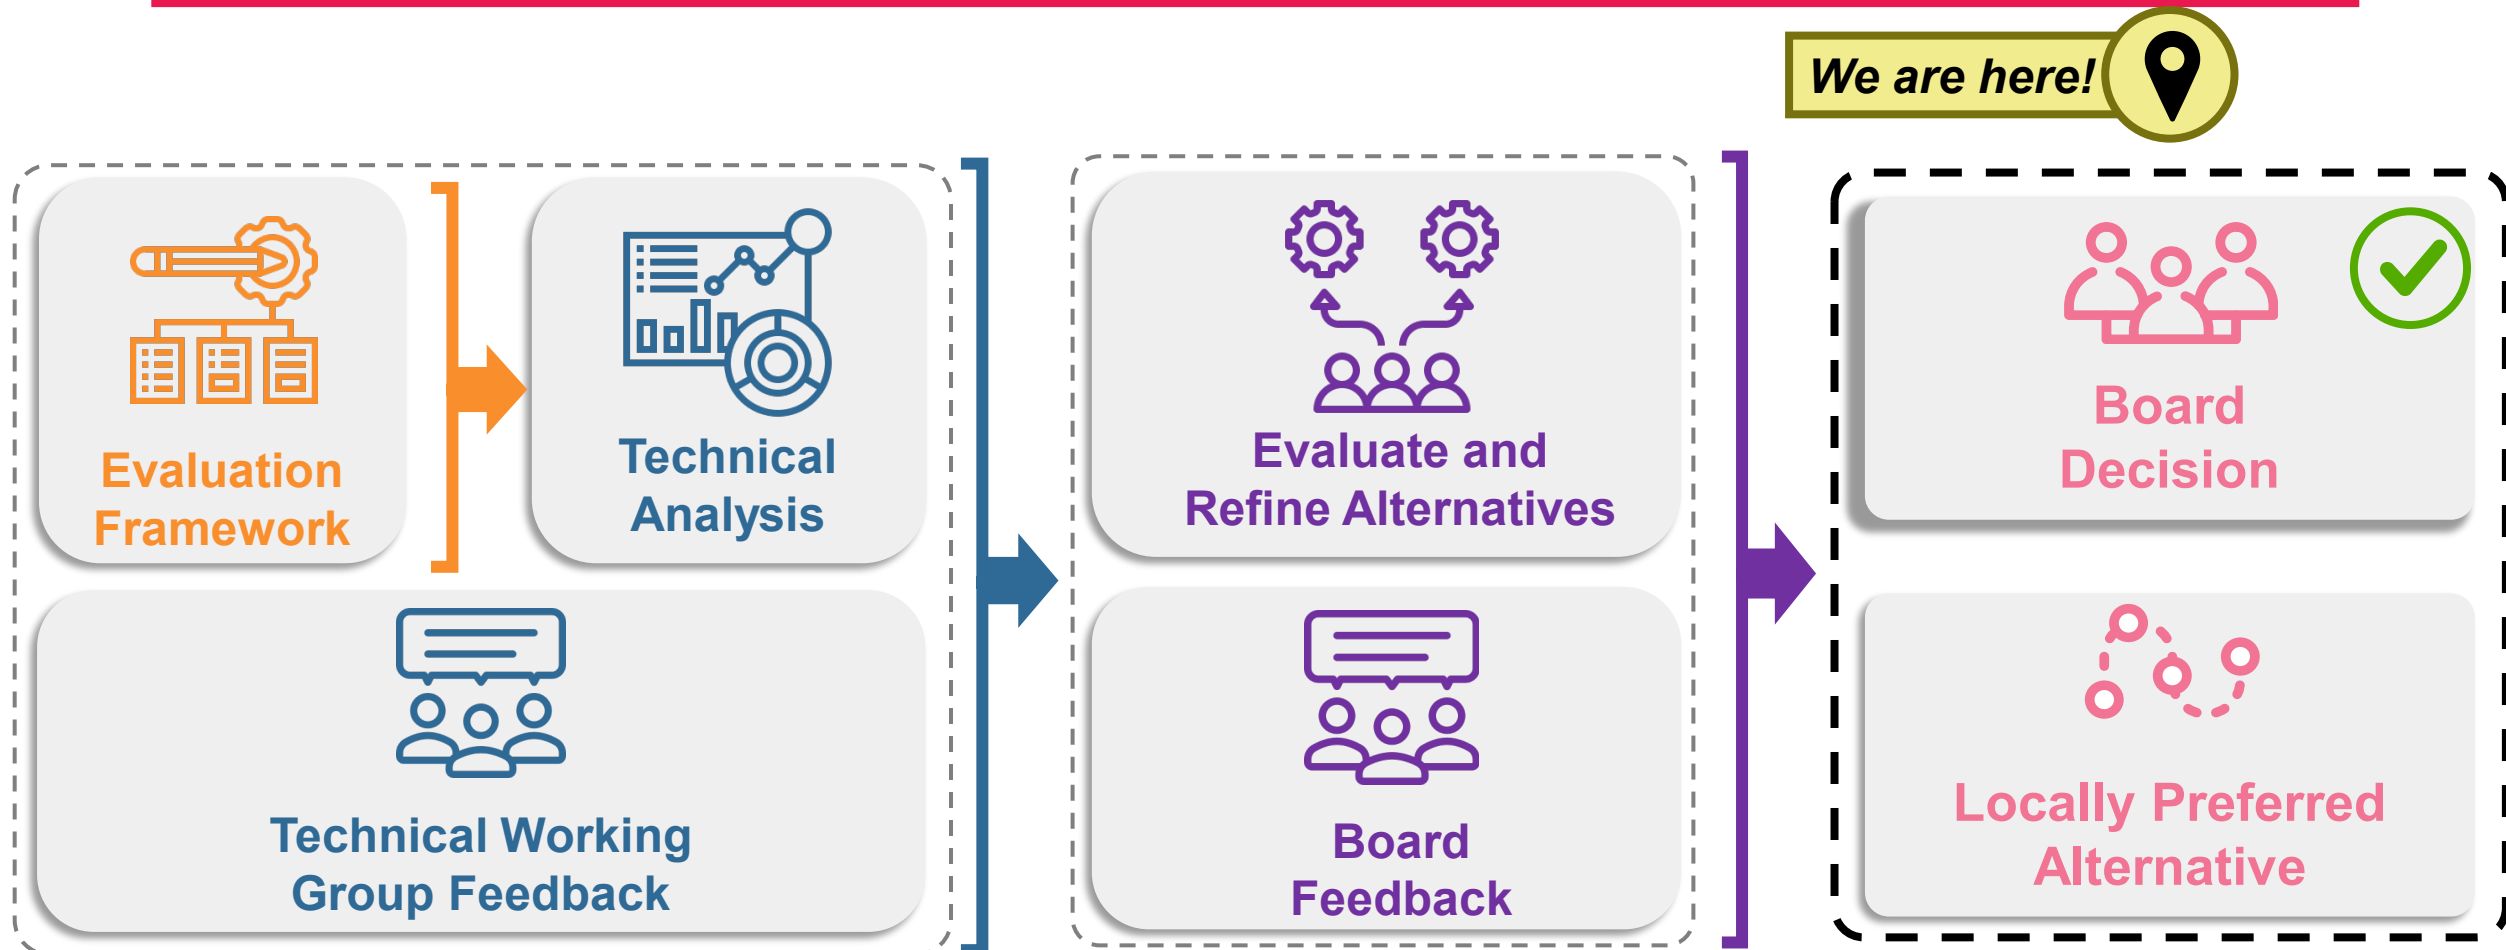 We are here!
Evaluation
Framework
Technical
Analysis
Technical Working
Group Feedback
Evaluate and
Refine Alternatives
Board
Feedback
Board
Decision
Locally Preferred
Alternative